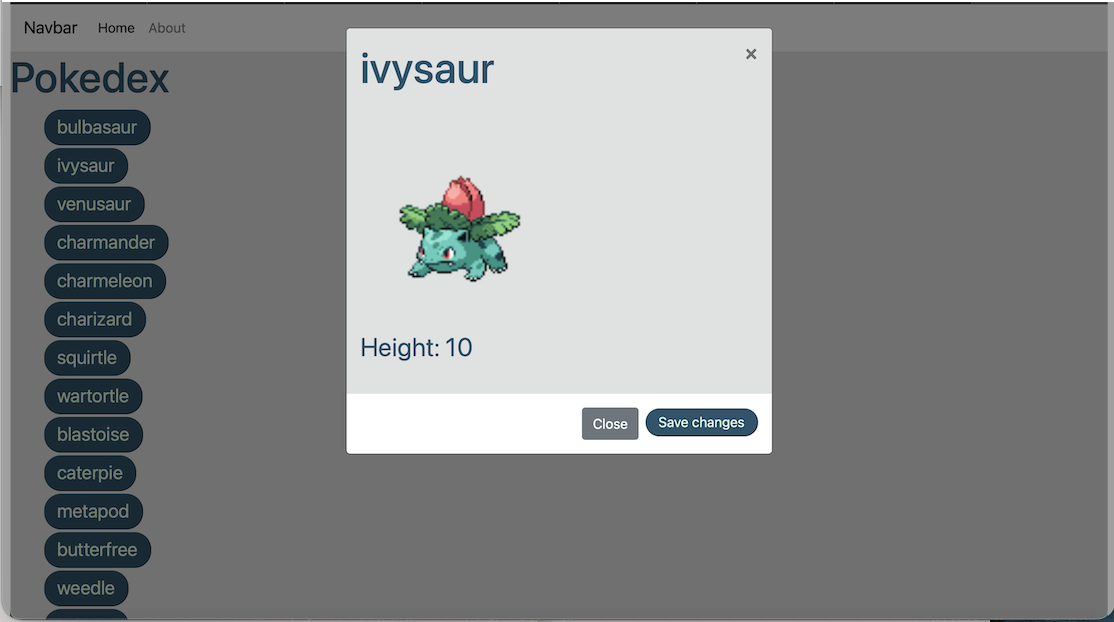 Navbar Home About
Pokedex
bulbasaur
ivysaur
venusaur
charmander
charmeleon
charizard
squirtle
wartortle
blastoise
caterpie
metapod
butterfree
weedle
ivysaur
×
Height: 10
Close Save changes